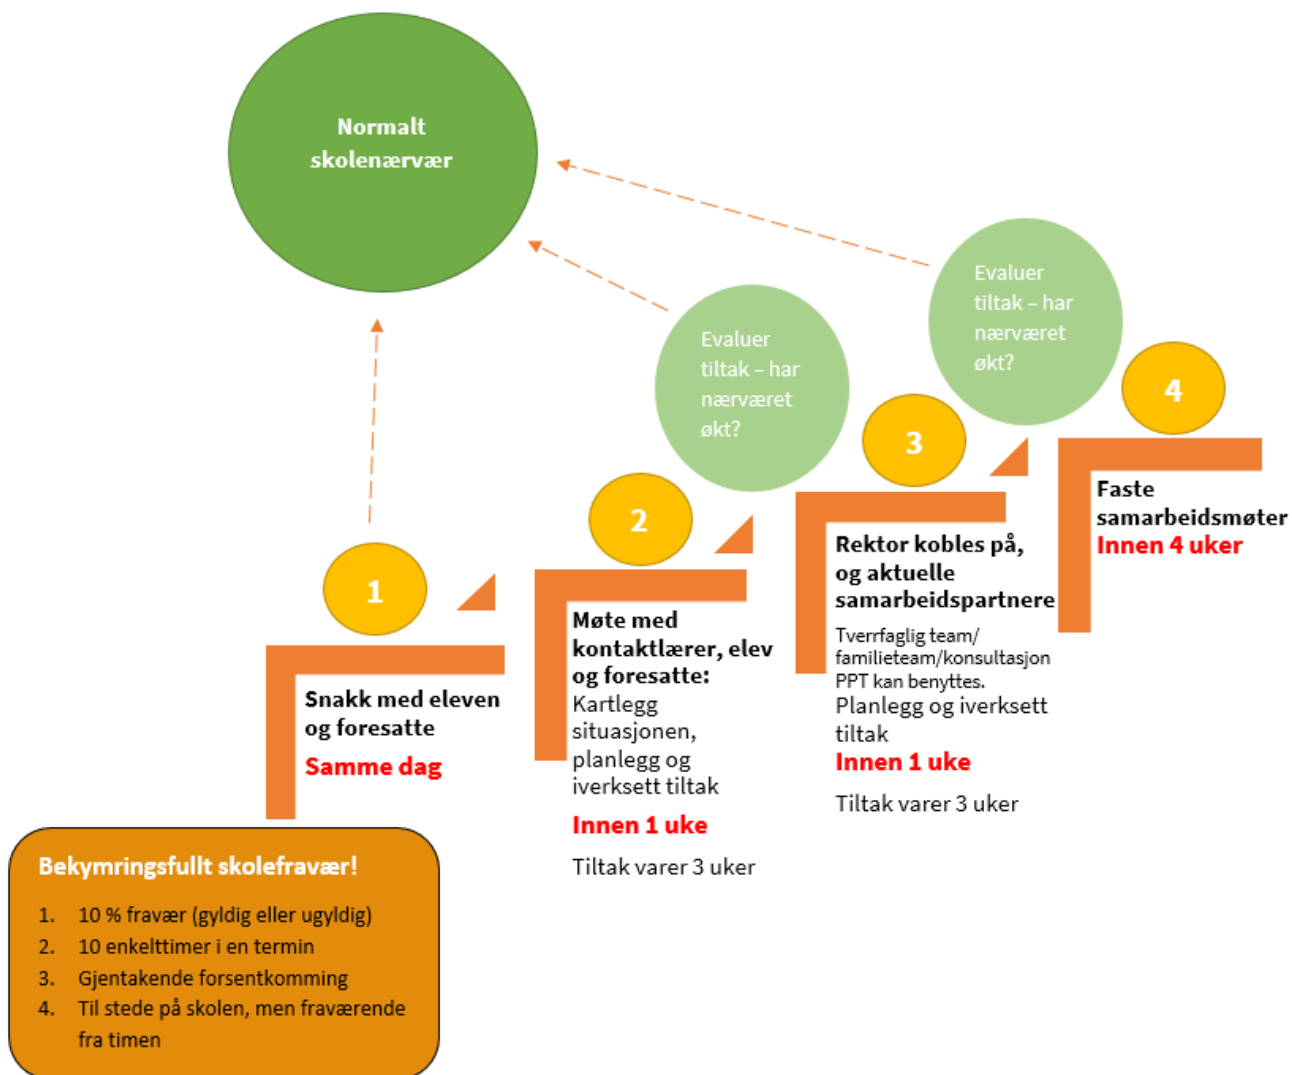 Normalt
skolenærvær
Evaluer
tiltak – har
nærværet
økt?
Evaluer
tiltak – har
nærværet
økt?
1
Snakk med eleven
og foresatte
Samme dag
2
Møte med
kontaktlærer, elev
og foresatte:
Kartlegg
situasjonen,
planlegg og
iverksett tiltak
Innen 1 uke
Tiltak varer 3 uker
3
Rektor kobles på,
og aktuelle
samarbeidspartnere
Tverrfaglig team/
familieteam/konsultasjon
PPT kan benyttes.
Planlegg og iverksett
tiltak
Innen 1 uke
Tiltak varer 3 uker
4
Faste
samarbeidsmøter
Innen 4 uker
Bekymringsfullt skolefravær!
1. 10 % fravær (gyldig eller ugyldig)
2. 10 enkelttimer i en termin
3. Gjentakende forsentkomming
4. Til stede på skolen, men fraværende
fra timen